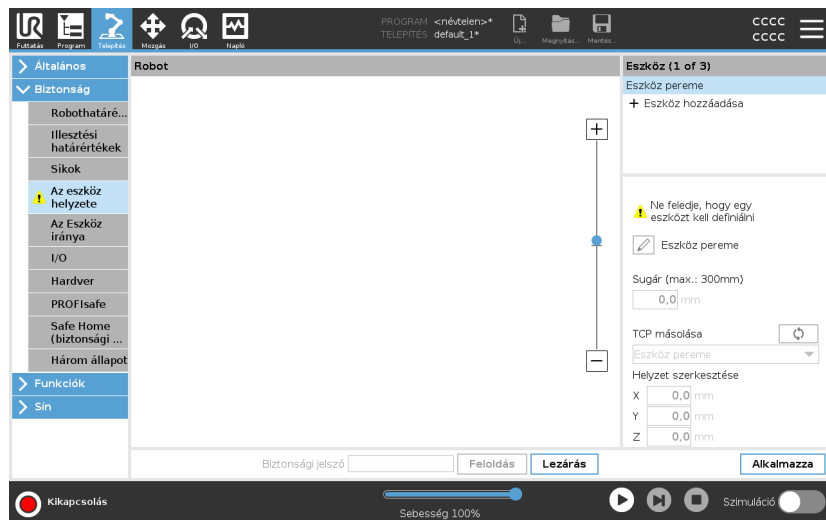 PROGRAM <névtelen>*
TELEPÍTÉS default_1*
Futtatás
Program
Telepítés
Mozgás
I/O
Napló
Új...
Megnyitás...
Mentés...
cccc
cccc
Általános
Biztonság
Robothatáré...
Illesztési
határértékek
Síkok
Az eszköz
helyzete
Az Eszköz
iránya
I/O
Hardver
PROFIsafe
Safe Home
(biztonsági ...
Három állapot
Funkciók
Sín
Robot
Eszköz (1 of 3)
Eszköz pereme
Eszköz hozzáadása
Ne feledje, hogy egy
eszközt kell definiálni
Eszköz pereme
Sugár (max.: 300mm)
0,0 mm
TCP másolása
Eszköz pereme
Helyzet szerkesztése
X 0,0 mm
Y 0,0 mm
Z 0,0 mm
Biztonsági jelszó
Feloldás
Lezárás
Alkalmazza
Kikapcsolás
Sebesség 100%
Szimuláció